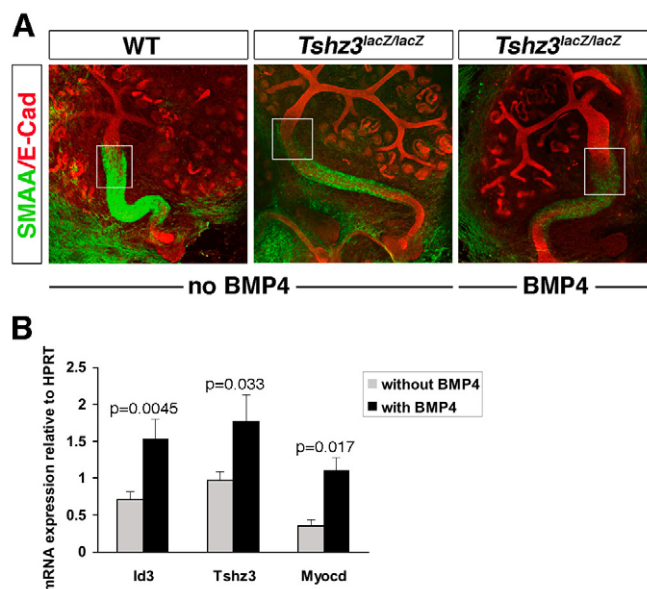 A
WT
Tshz3lacZ/lacZ
Tshz3lacZ/lacZ
SMAA/E-Cad
no BMP4
BMP4
B
mRNA expression relative to HPRT
2.5
2
1.5
1
0.5
0
p=0.0045
p=0.033
p=0.017
without BMP4
with BMP4
Id3
Tshz3
Myocd